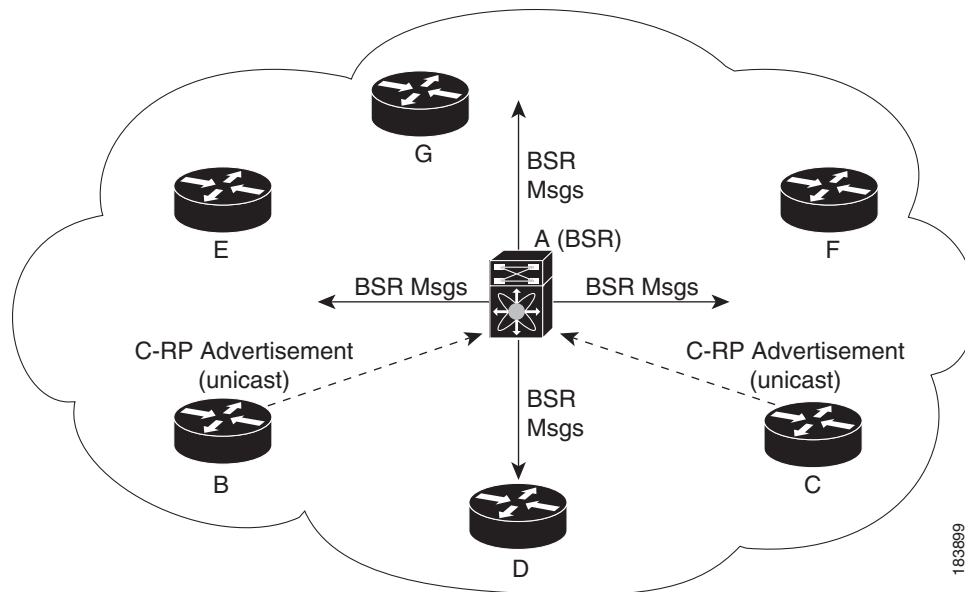 G
BSR
Msgs
E
F
A (BSR)
BSR Msgs
BSR Msgs
C-RP Advertisement
(unicast)
C-RP Advertisement
(unicast)
BSR
Msgs
B
C
D
183899